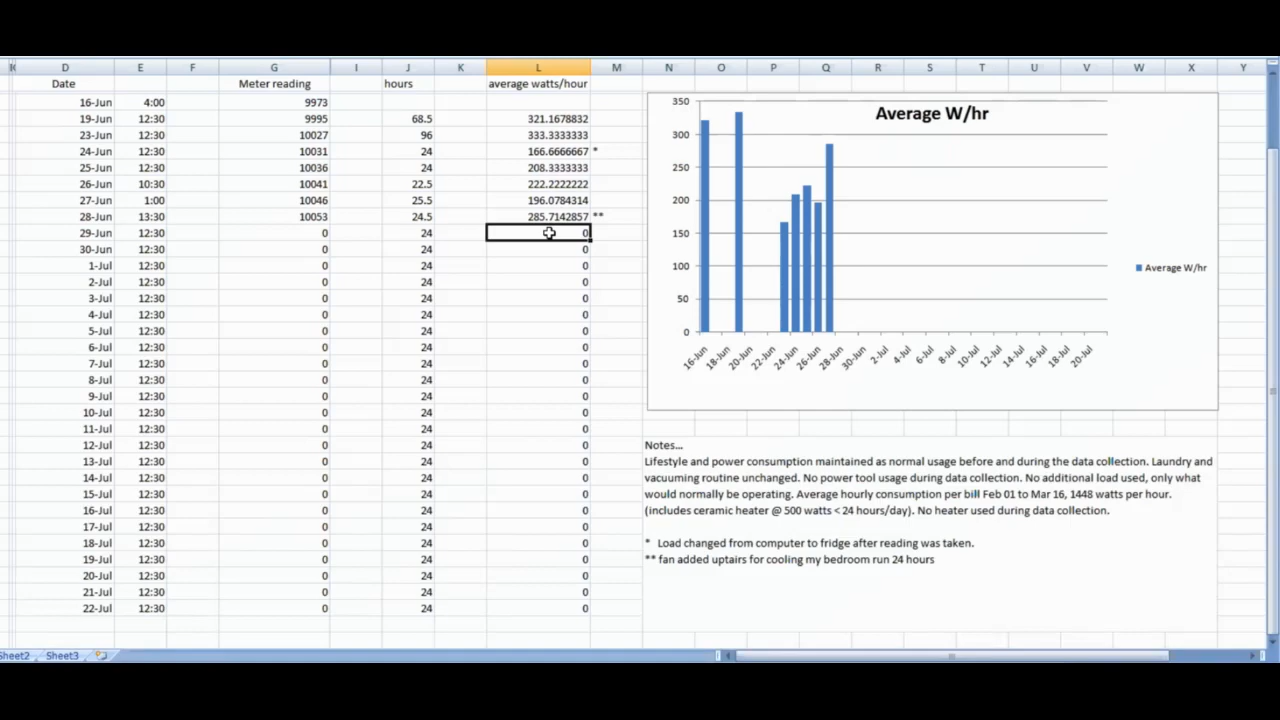 D E F G I J K L M N O P Q R S T U V W X Y
Date Meter reading hours average watts/hour
16-Jun 4:00 9973
19-Jun 12:30 9995 68.5 321.1678832
23-Jun 12:30 10027 96 333.3333333
24-Jun 12:30 10031 24 166.6666667 *
25-Jun 12:30 10036 24 208.3333333
26-Jun 10:30 10041 22.5 222.2222222
27-Jun 1:00 10046 25.5 196.0784314
28-Jun 13:30 10053 24.5 285.7142857 **
29-Jun 12:30 0 24 0
30-Jun 12:30 0 24 0
1-Jul 12:30 0 24 0
2-Jul 12:30 0 24 0
3-Jul 12:30 0 24 0
4-Jul 12:30 0 24 0
5-Jul 12:30 0 24 0
6-Jul 12:30 0 24 0
7-Jul 12:30 0 24 0
8-Jul 12:30 0 24 0
9-Jul 12:30 0 24 0
10-Jul 12:30 0 24 0
11-Jul 12:30 0 24 0
12-Jul 12:30 0 24 0
13-Jul 12:30 0 24 0
14-Jul 12:30 0 24 0
15-Jul 12:30 0 24 0
16-Jul 12:30 0 24 0
17-Jul 12:30 0 24 0
18-Jul 12:30 0 24 0
19-Jul 12:30 0 24 0
20-Jul 12:30 0 24 0
21-Jul 12:30 0 24 0
22-Jul 12:30 0 24 0
Average W/hr
350
300
250
200
150
100
50
0
16-Jun 18-Jun 20-Jun 22-Jun 24-Jun 26-Jun 28-Jun 30-Jun 2-Jul 4-Jul 6-Jul 8-Jul 10-Jul 12-Jul 14-Jul 16-Jul 18-Jul 20-Jul
Average W/hr
Notes...
Lifestyle and power consumption maintained as normal usage before and during the data collection. Laundry and
vacuuming routine unchanged. No power tool usage during data collection. No additional load used, only what
would normally be operating. Average hourly consumption per bill Feb 01 to Mar 16, 1448 watts per hour.
(includes ceramic heater @ 500 watts < 24 hours/day). No heater used during data collection.
* Load changed from computer to fridge after reading was taken.
** fan added uptairs for cooling my bedroom run 24 hours
Sheet2 Sheet3